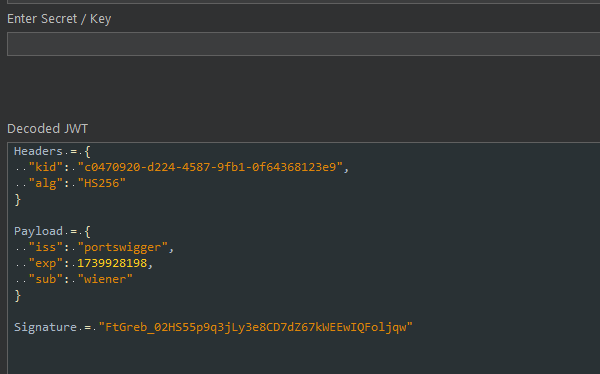 Enter Secret / Key
Decoded JWT
Headers = {
  "kid": "c0470920-d224-4587-9fb1-0f64368123e9",
  "alg": "HS256"
}
Payload = {
  "iss": "portswigger",
  "exp": 1739928198,
  "sub": "wiener"
}
Signature = "FtGreb_02HS55p9q3jLy3e8CD7dZ67kWEEwIQFoljqw"